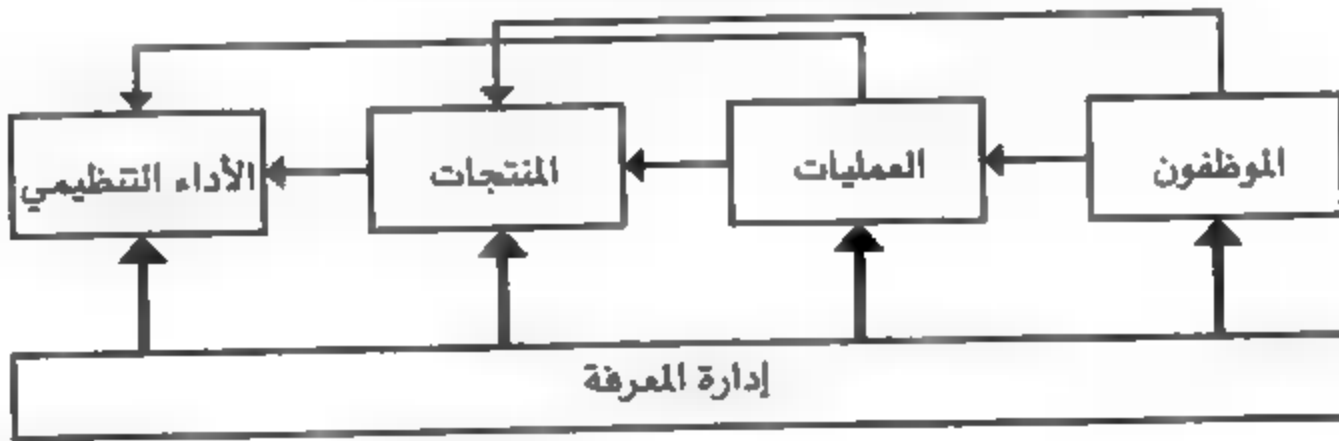 الموظفون
العمليات
المنتجات
الأداء التنظيمي
إدارة المعرفة